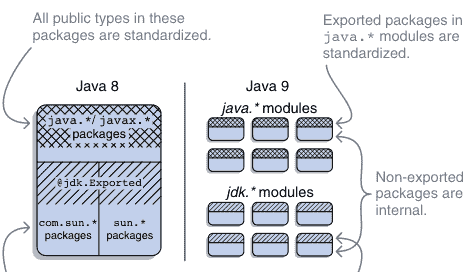 All public types in these
packages are standardized.
Exported packages in
java.* modules are
standardized.
Java 8
Java 9
java.*/javax.*
packages
@jdk.Exported
com.sun.*
packages
sun.*
packages
java.* modules
jdk.* modules
Non-exported
packages are
internal.